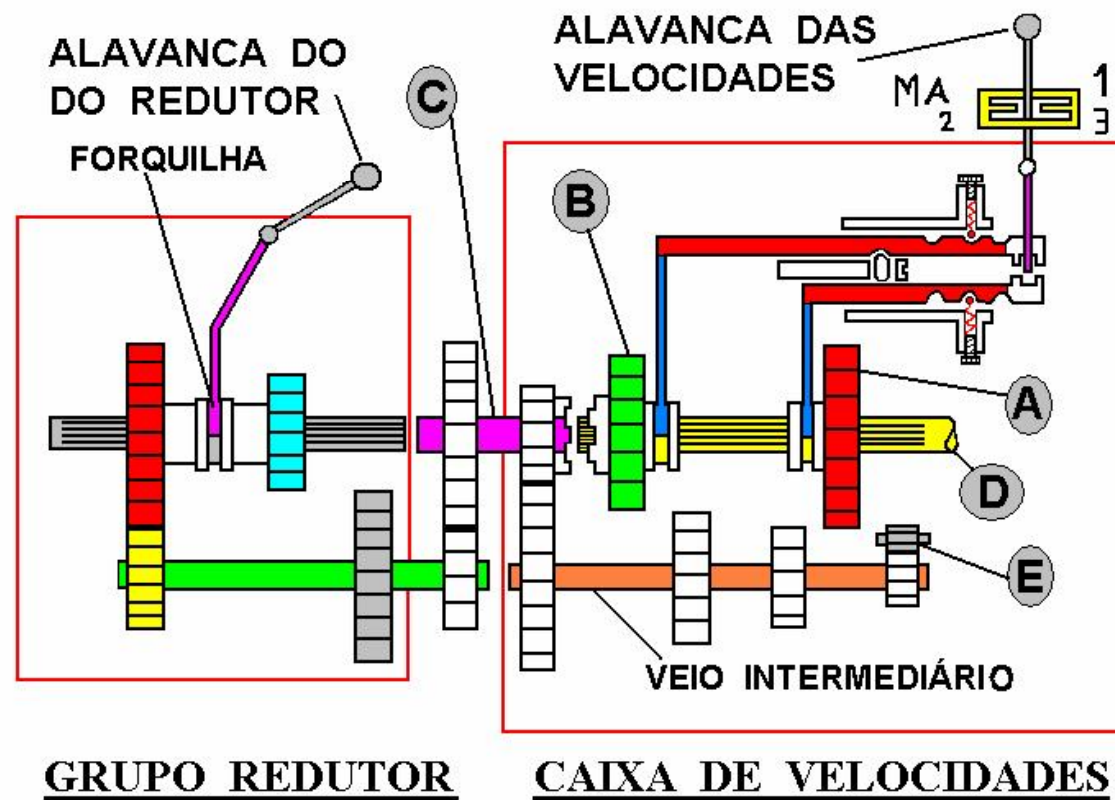 ALAVANCA DO
DO REDUTOR
FORQUILHA
C
ALAVANCA DAS
VELOCIDADES
MA 1
2 3
B
A
D
E
VEIO INTERMEDIÁRIO
GRUPO REDUTOR
CAIXA DE VELOCIDADES